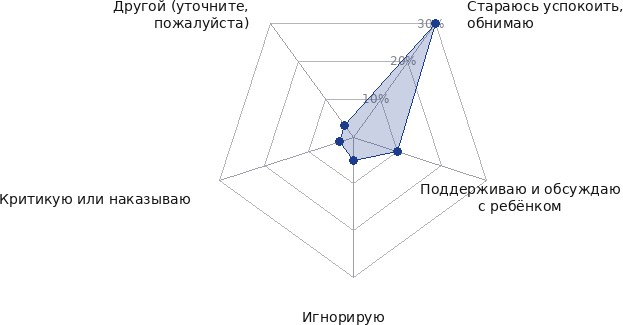 Другой (уточните,
пожалуйста)
Стараюсь успокоить,
обнимаю
30%
20%
10%
Поддерживаю и обсуждаю
с ребёнком
Критикую или наказываю
Игнорирую